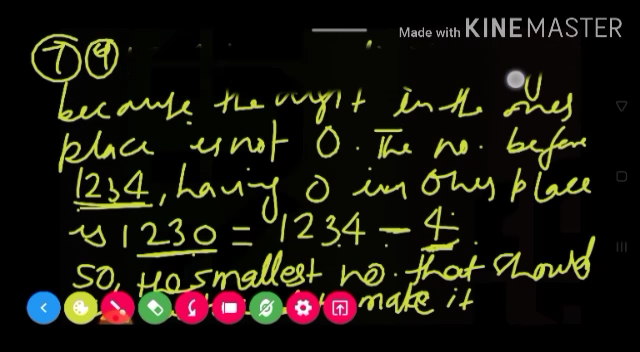 Made with KINEMASTER
7 4
because the digit in the ones
place is not 0. The no. before
1234, having 0 in ones place
is 1230 = 1234 - 4.
So, the smallest no. that should
make it